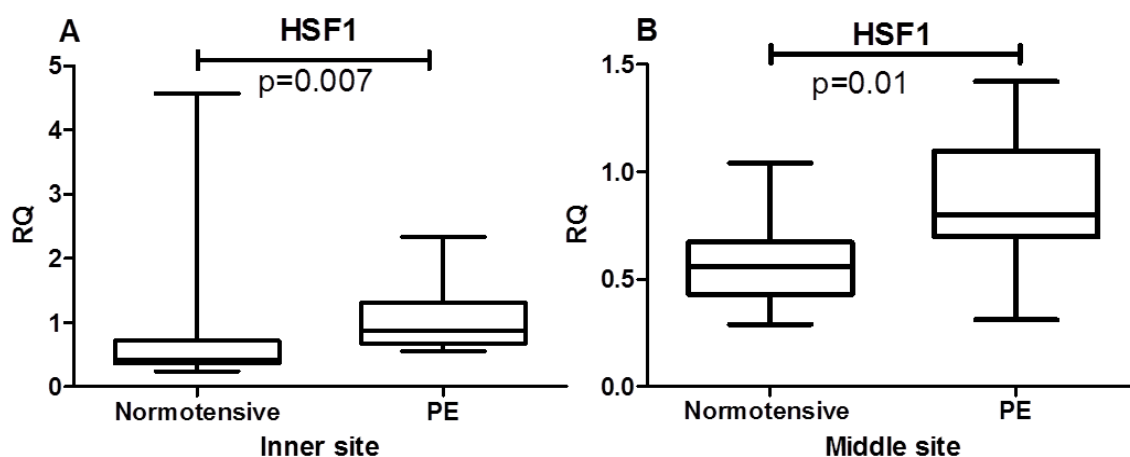 A
HSF1
p=0.007
5
4
3
2
1
0
RQ
Normotensive
PE
Inner site
B
HSF1
p=0.01
1.5
1.0
0.5
0.0
RQ
Normotensive
PE
Middle site